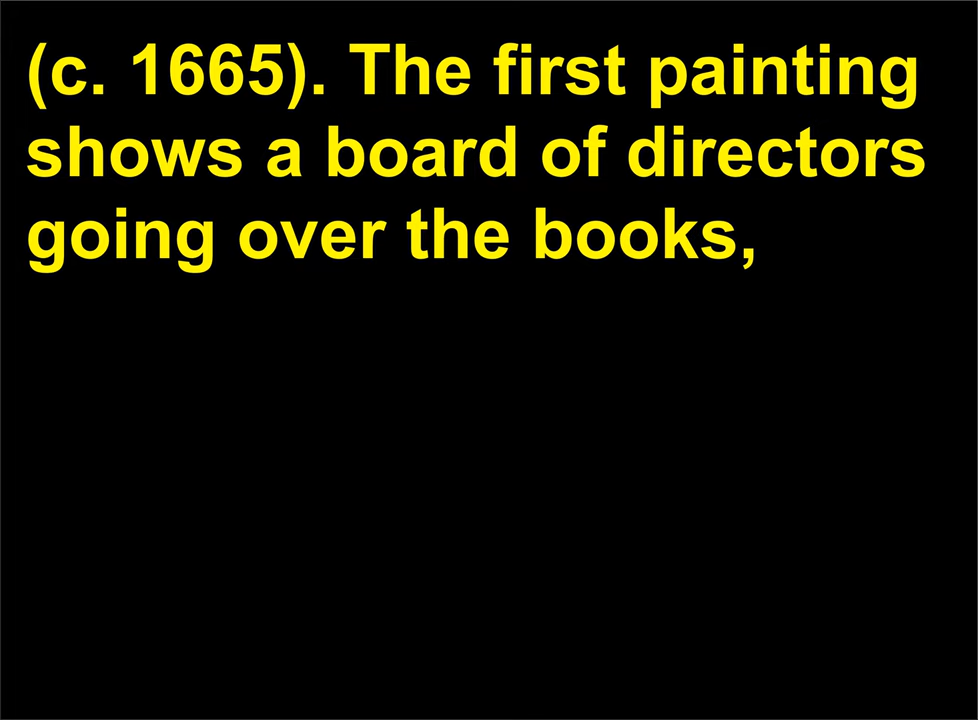 (c. 1665). The first painting
shows a board of directors
going over the books,